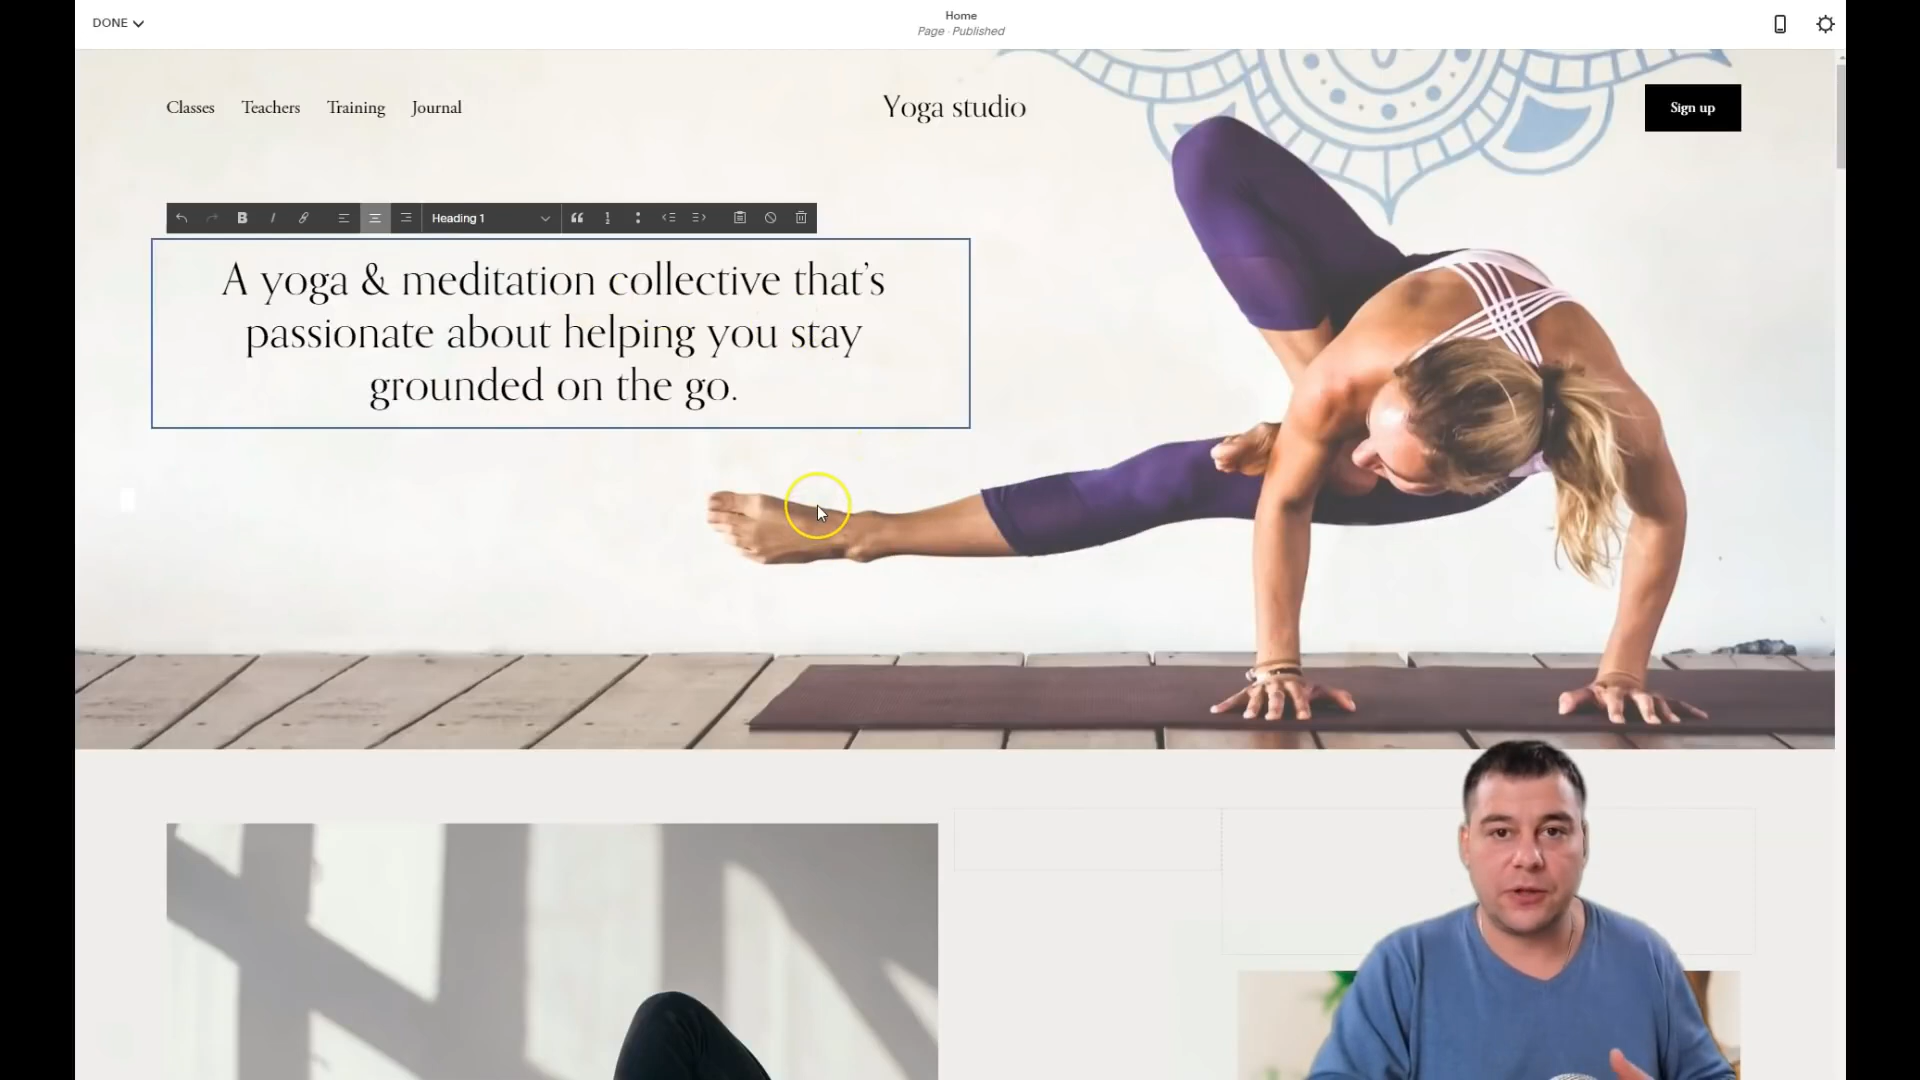 DONE
Home
Page · Published
Classes Teachers Training Journal
Yoga studio
Sign up
B I Heading 1
A yoga & meditation collective that's
passionate about helping you stay
grounded on the go.